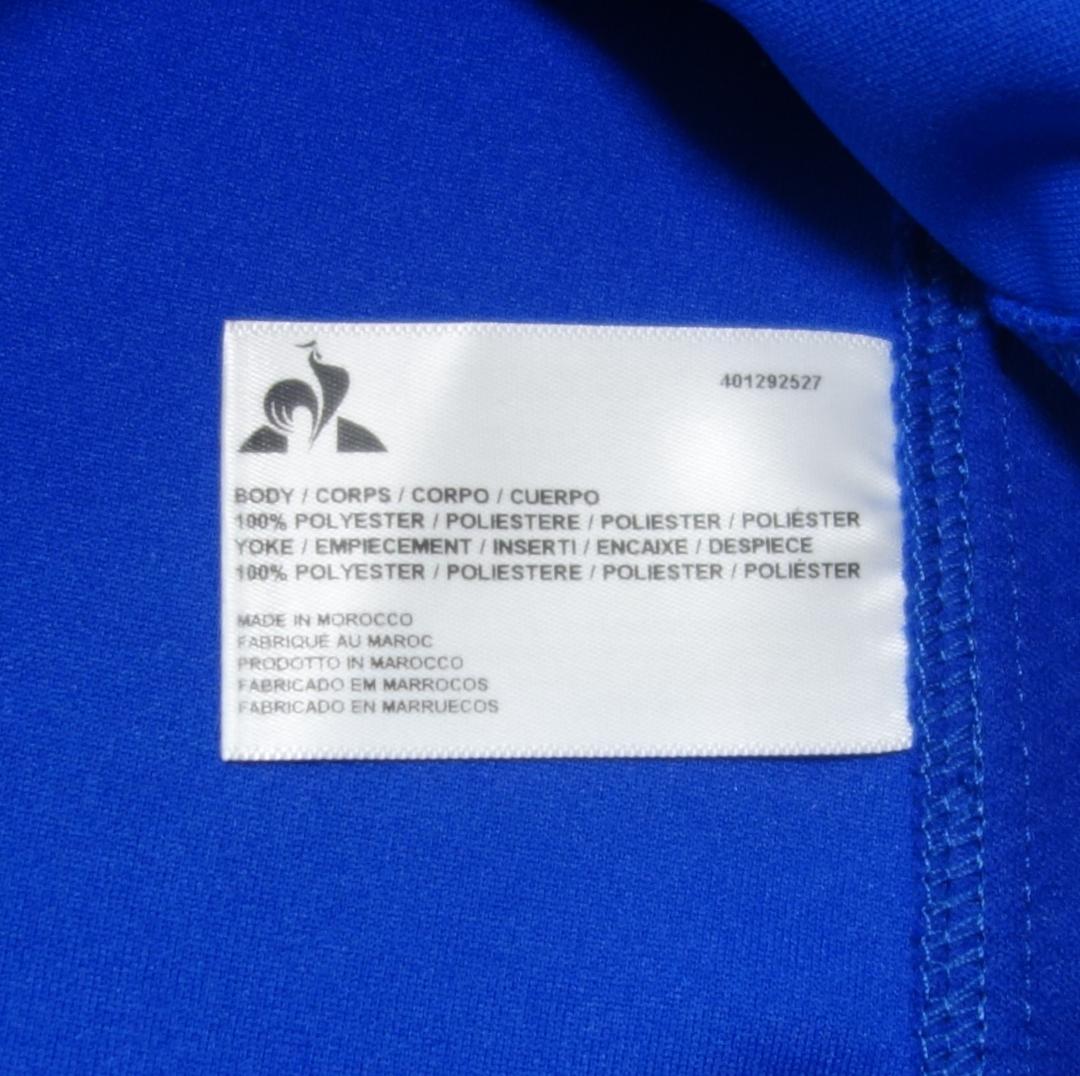 401292527
BODY / CORPS / CORPO / CUERPO
100% POLYESTER / POLIESTERE / POLIESTER / POLIÉSTER
YOKE / EMPIECEMENT / INSERTI / ENCAIXE / DESPIECE
100% POLYESTER / POLIESTERE / POLIESTER / POLIÉSTER
MADE IN MOROCCO
FABRIQUÉ AU MAROC
PRODOTTO IN MAROCCO
FABRICADO EM MARROCOS
FABRICADO EN MARRUECOS